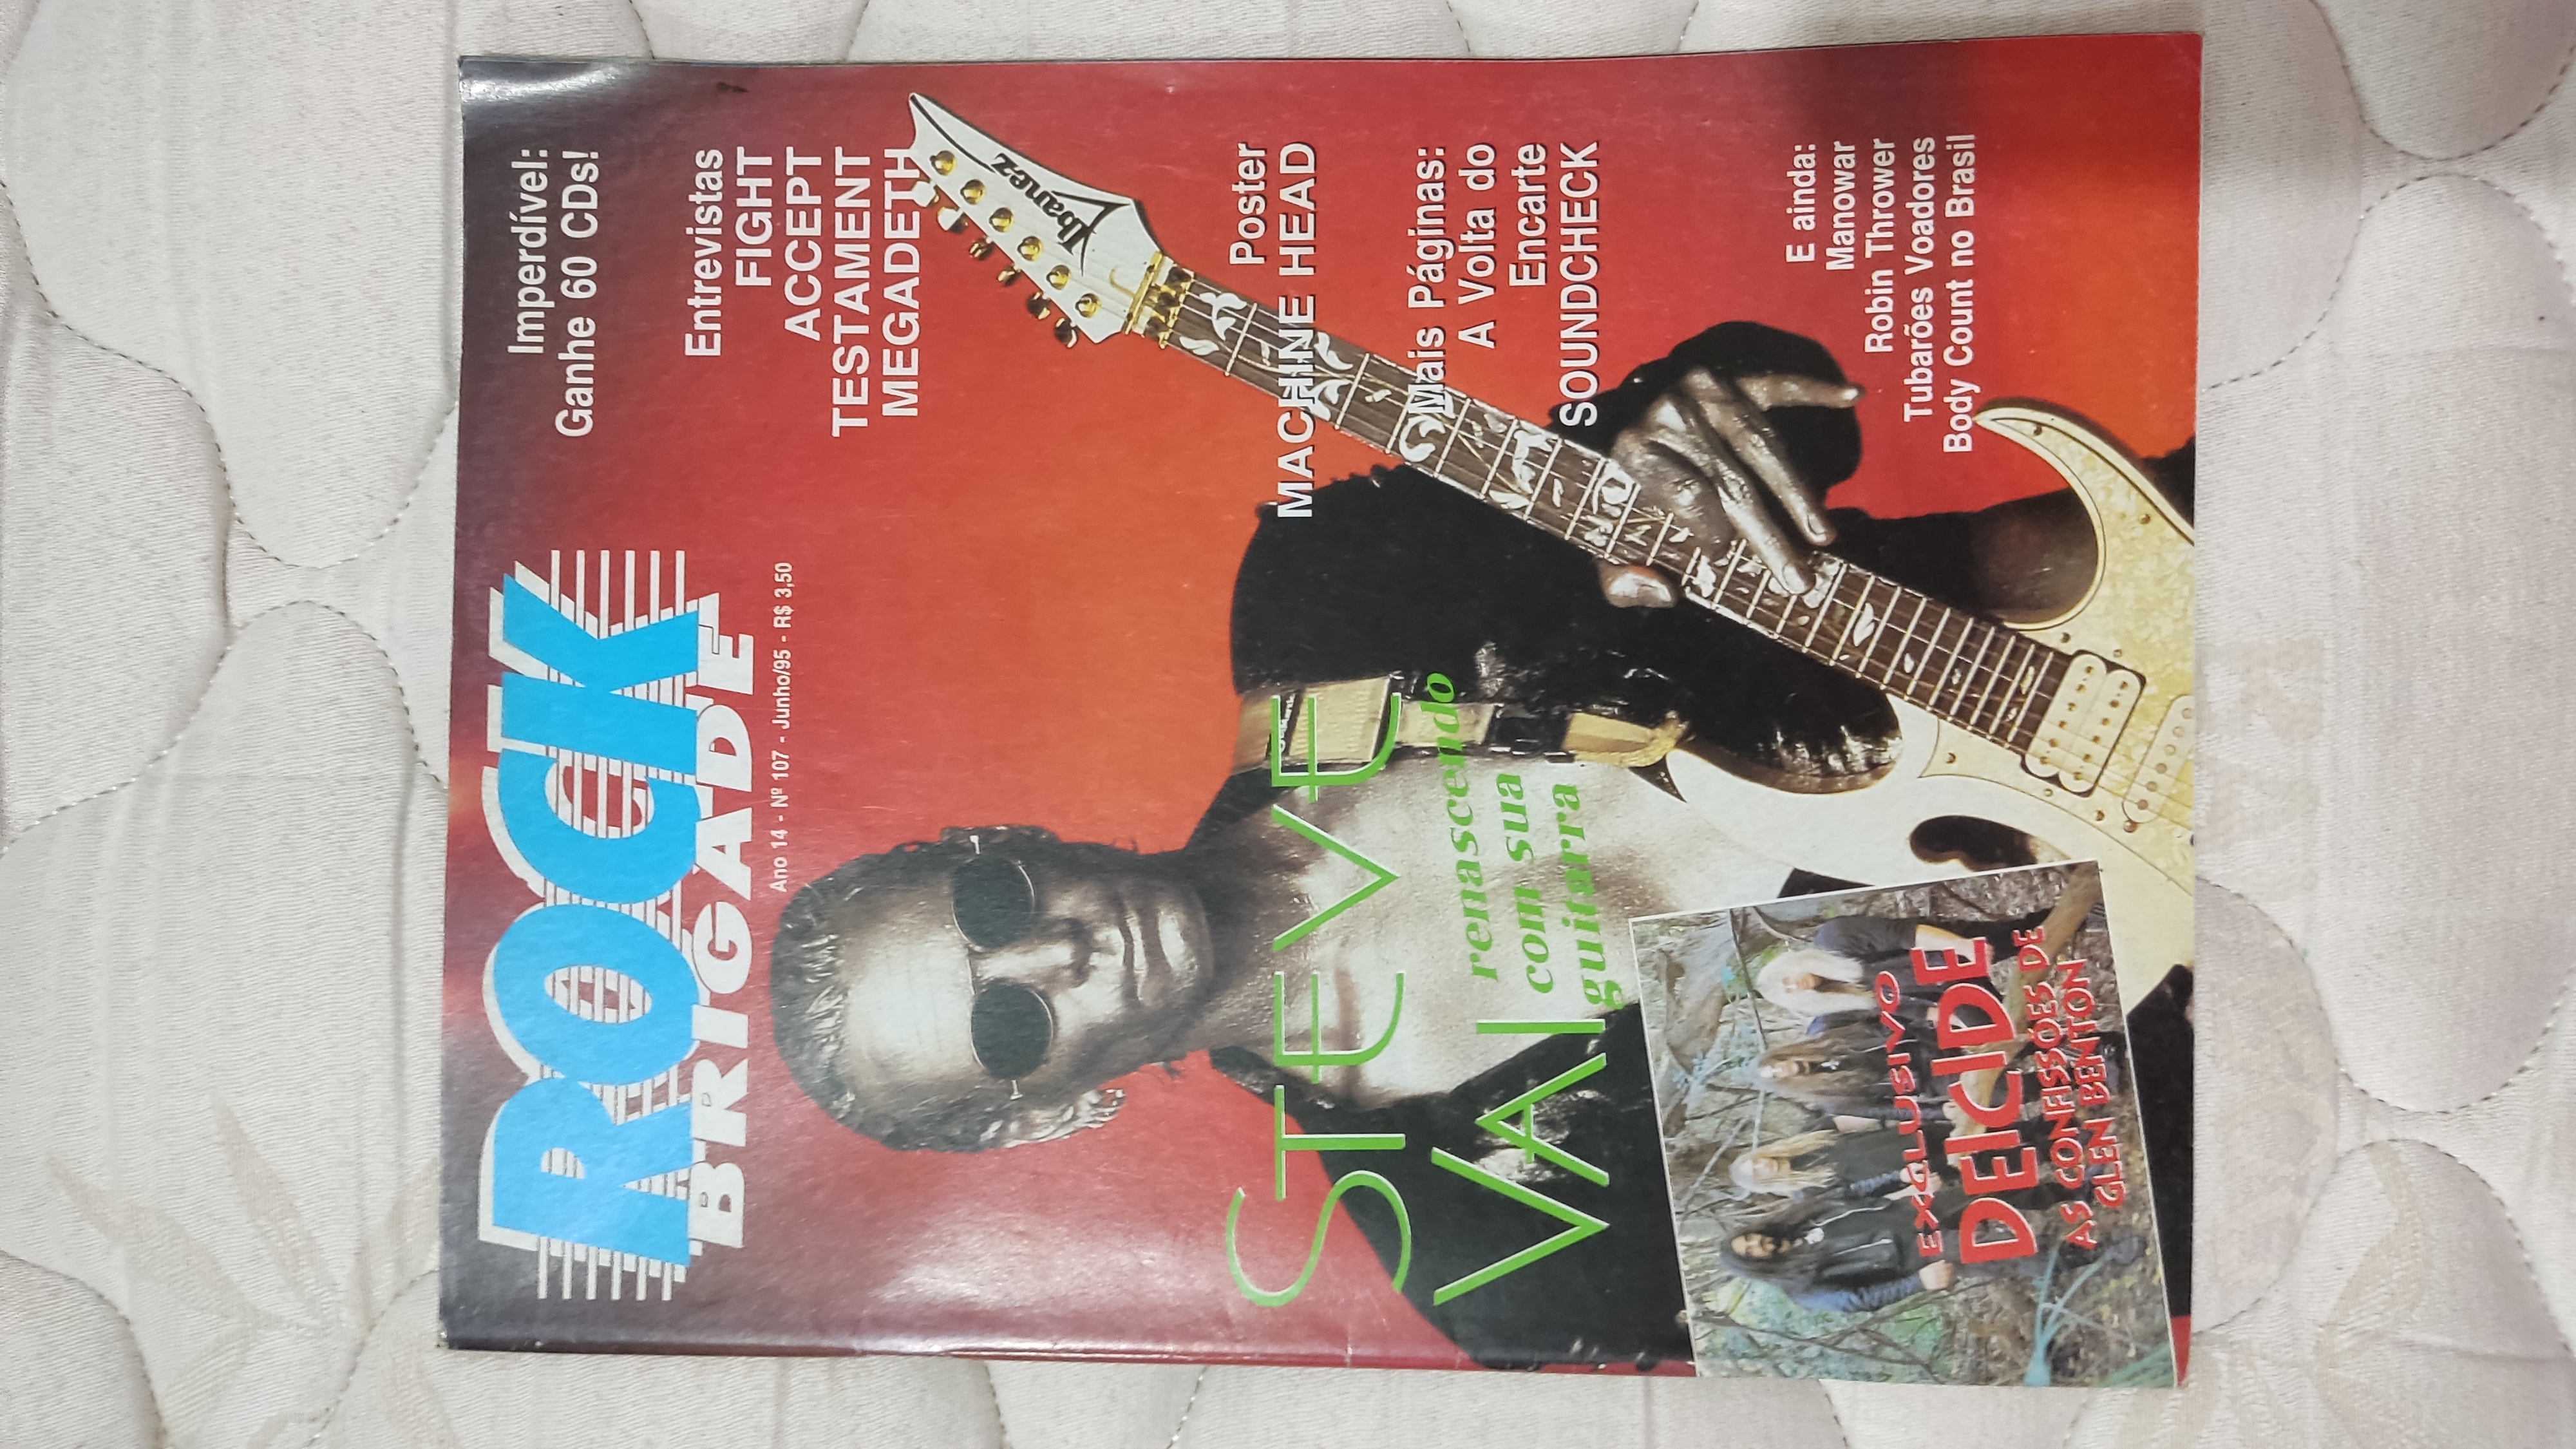 ROCK
BRIGADE
Ano 14 - Nº 107 - Junho/95 - R$ 3,50
Imperdível:
Ganhe 60 CDs!
Entrevistas
FIGHT
ACCEPT
TESTAMENT
MEGADETH
Ibanez
STEVE
VAI
renascendo
com sua
guitarra
Poster
MACHINE HEAD
Mais Páginas:
A Volta do
Encarte
SOUNDCHECK
EXCLUSIVO
DEICIDE
AS CONFISSÕES DE
GLEN BENTON
E ainda:
Manowar
Robin Thrower
Tubarões Voadores
Body Count no Brasil